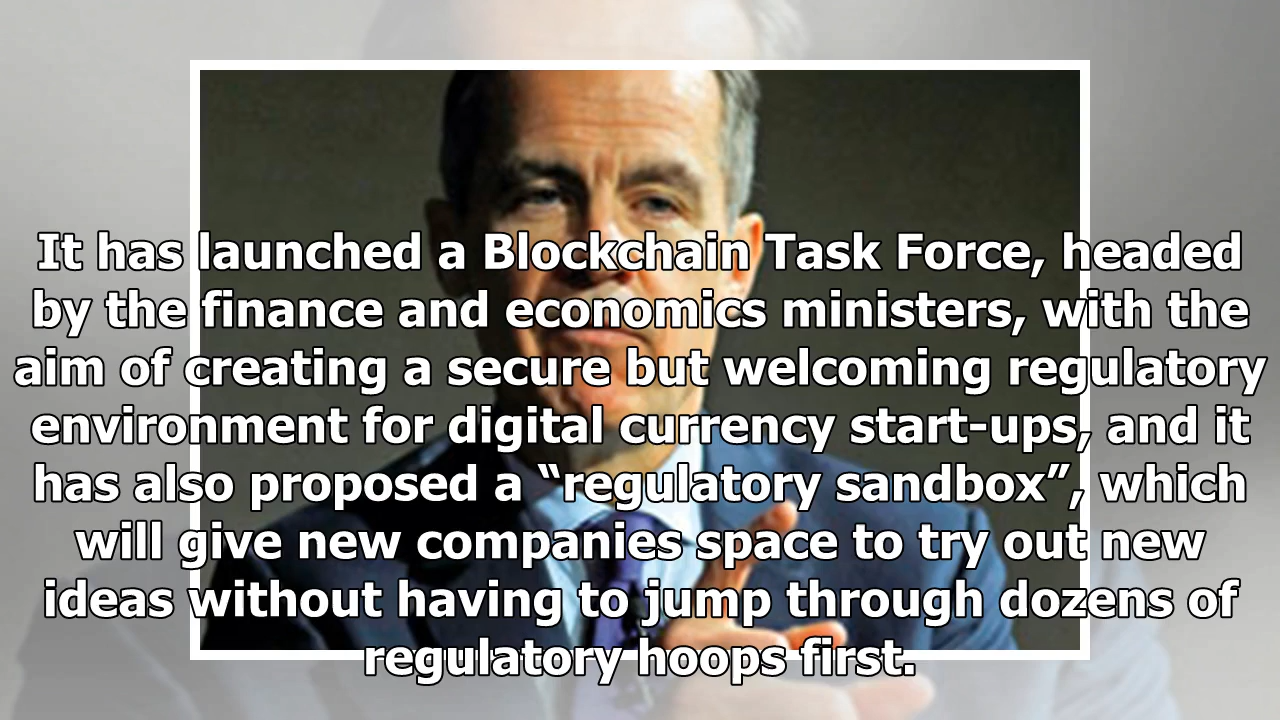 It has launched a Blockchain Task Force, headed
by the finance and economics ministers, with the
aim of creating a secure but welcoming regulatory
environment for digital currency start-ups, and it
has also proposed a “regulatory sandbox”, which
will give new companies space to try out new
ideas without having to jump through dozens of
regulatory hoops first.